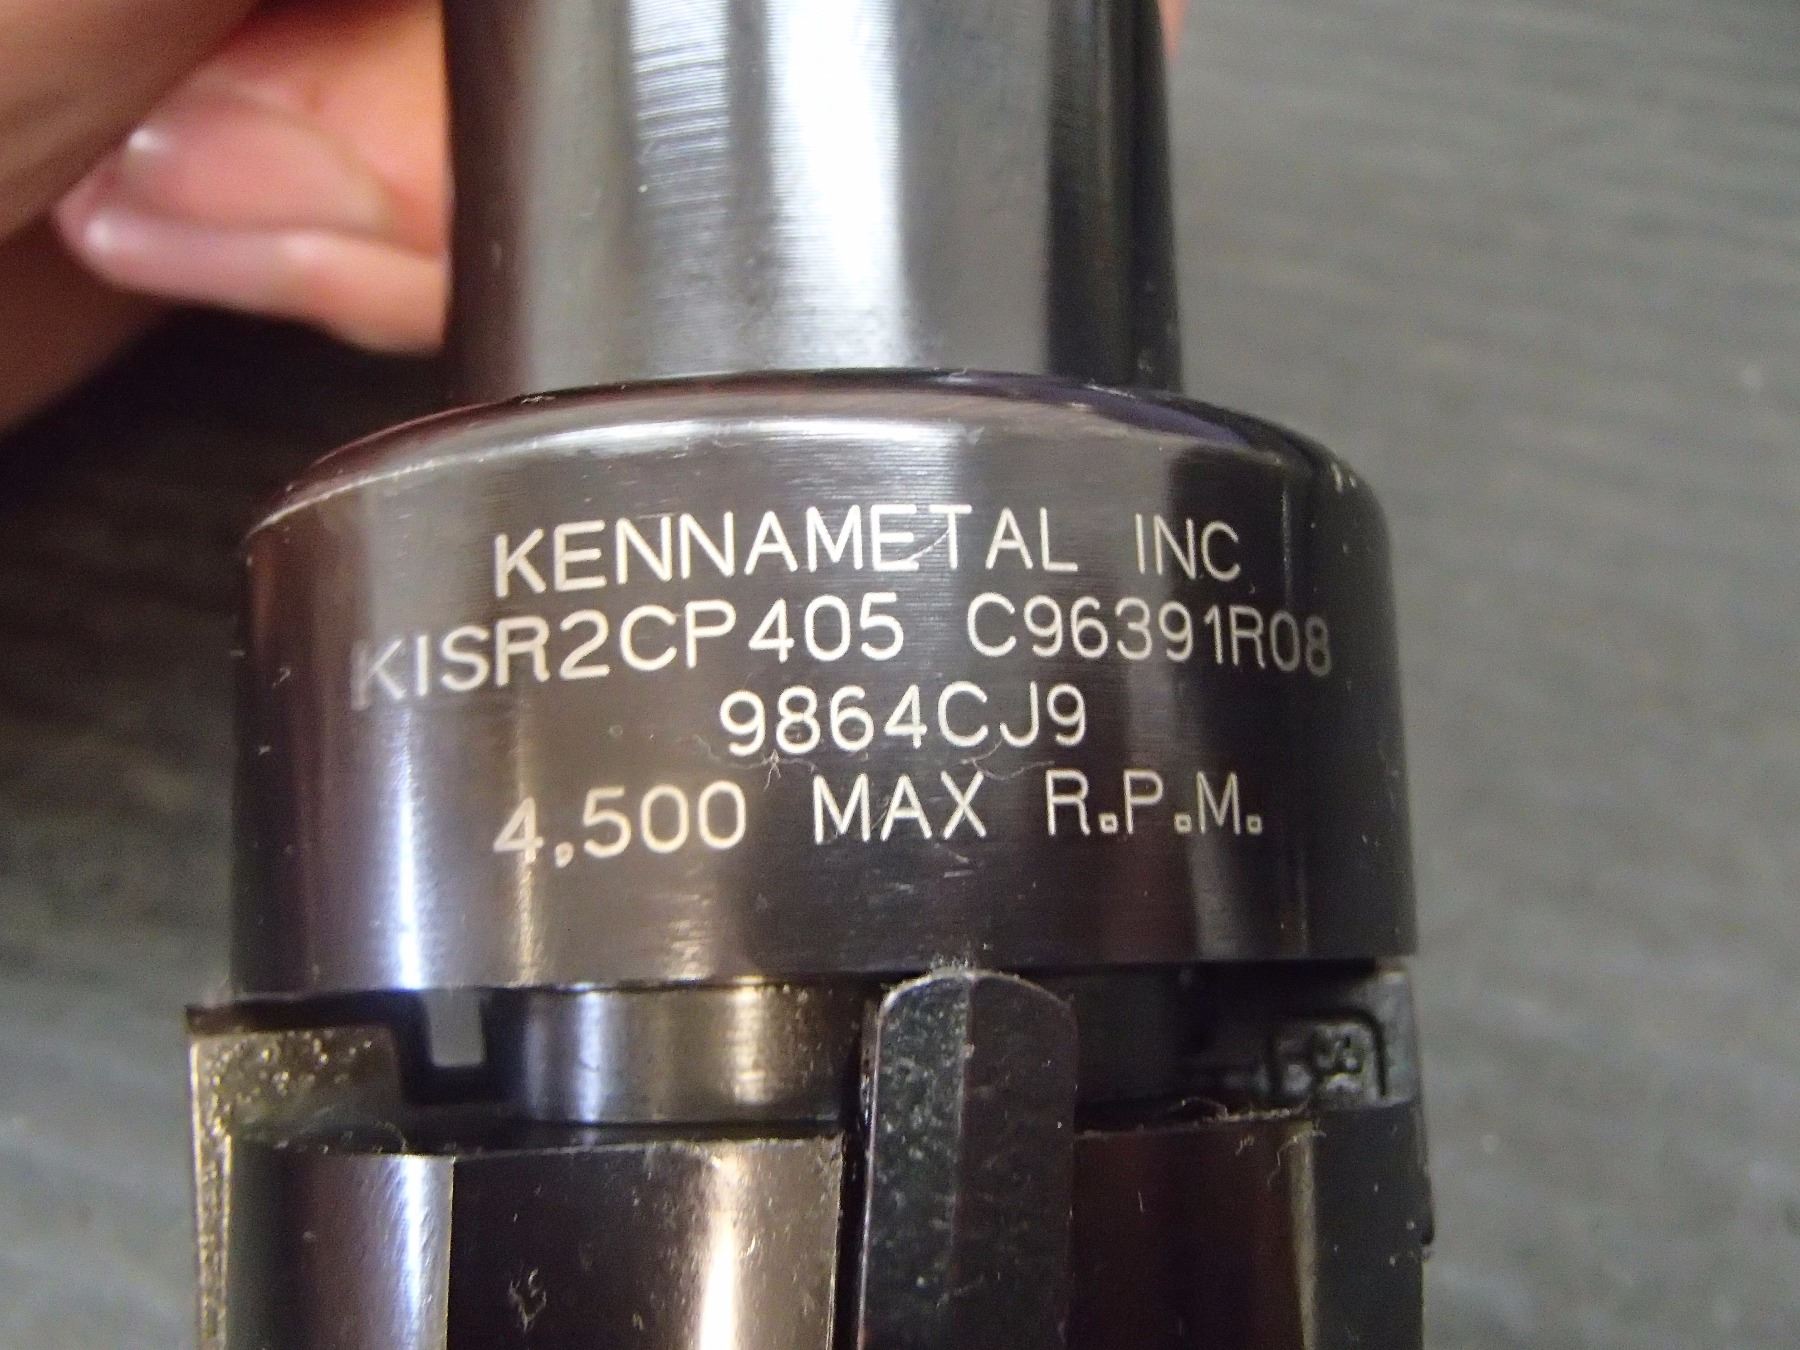 KENNAMETAL INC
KISR2CP405 C96391R08
9864CJ9
4,500 MAX R.P.M.